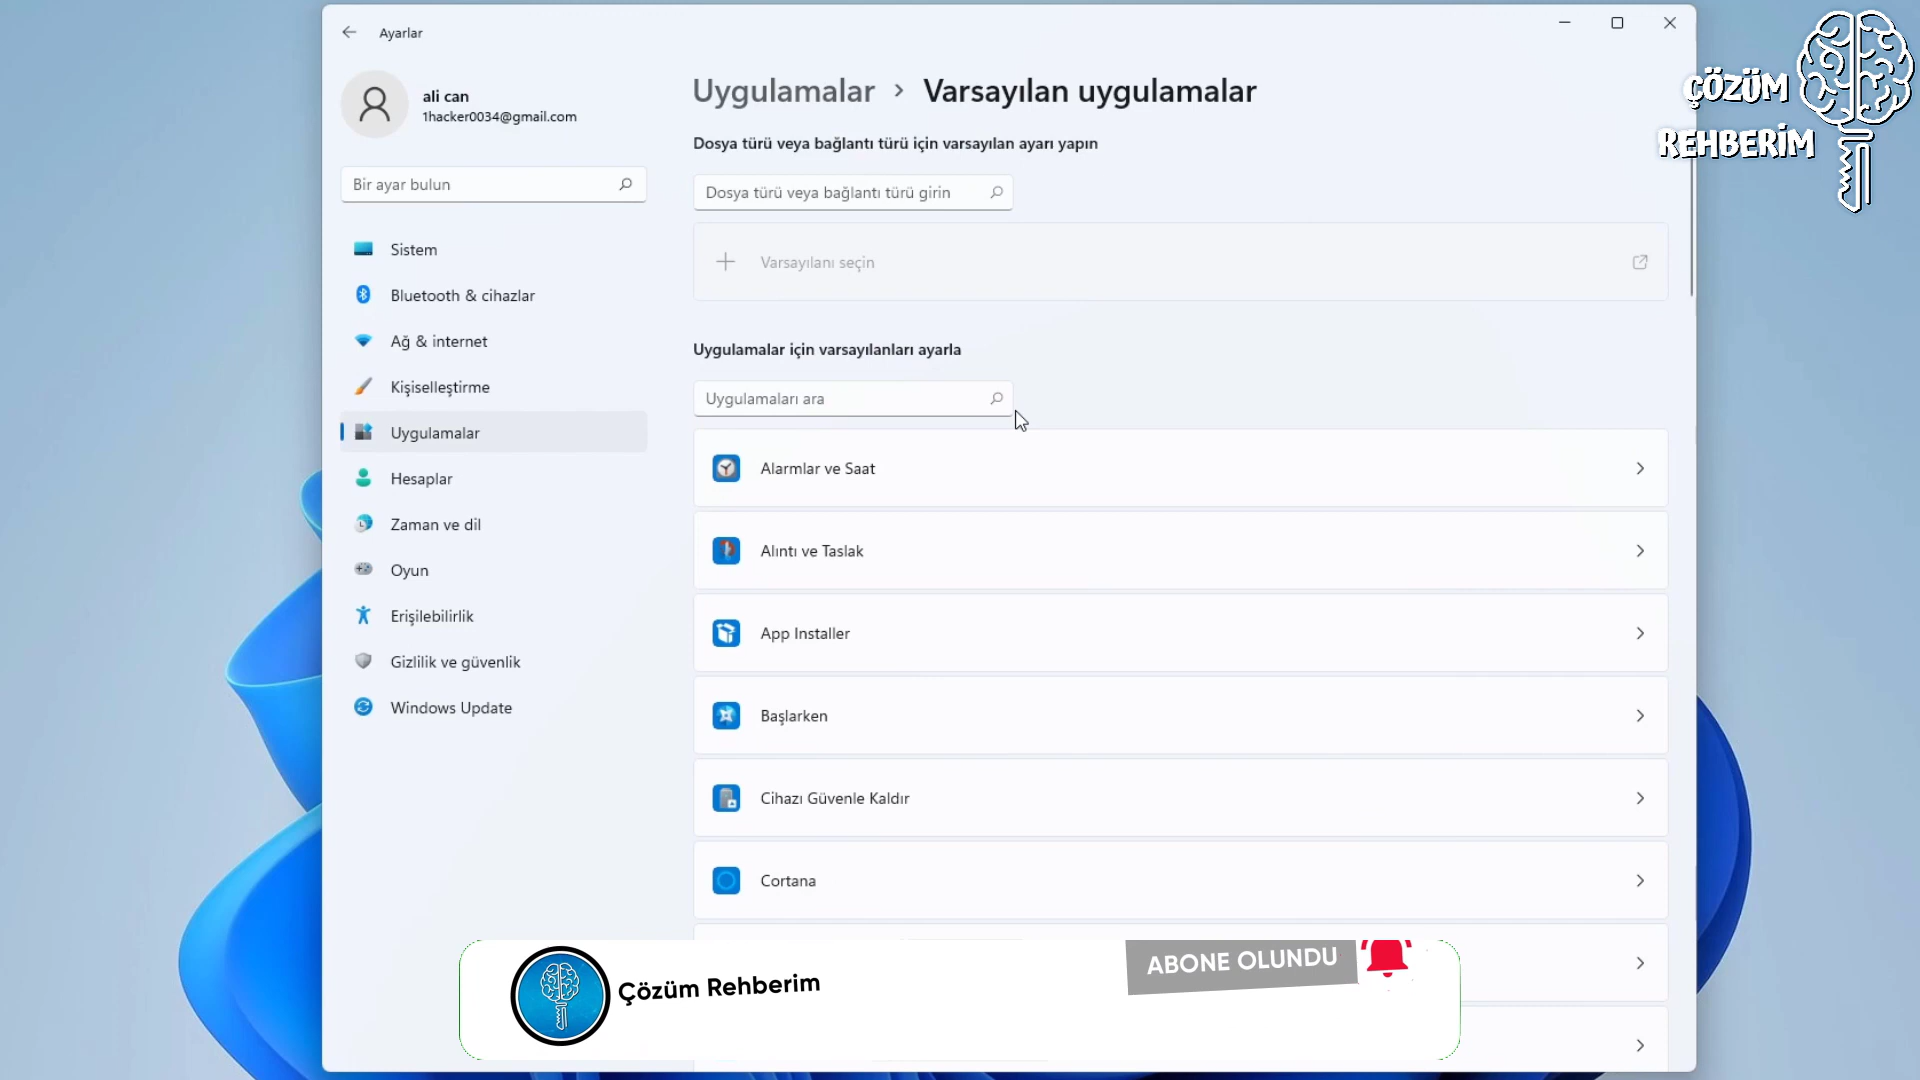 Ayarlar
ali can
1hacker0034@gmail.com
Bir ayar bulun
Sistem
Bluetooth & cihazlar
Ağ & internet
Kişiselleştirme
Uygulamalar
Hesaplar
Zaman ve dil
Oyun
Erişilebilirlik
Gizlilik ve güvenlik
Windows Update
Uygulamalar > Varsayılan uygulamalar
Dosya türü veya bağlantı türü için varsayılan ayarı yapın
Dosya türü veya bağlantı türü girin
Varsayılanı seçin
Uygulamalar için varsayılanları ayarla
Uygulamaları ara
Alarmlar ve Saat
Alıntı ve Taslak
App Installer
Başlarken
Cihazı Güvenle Kaldır
Cortana
Çözüm Rehberim
ABONE OLUNDU
ÇÖZÜM
REHBERİM